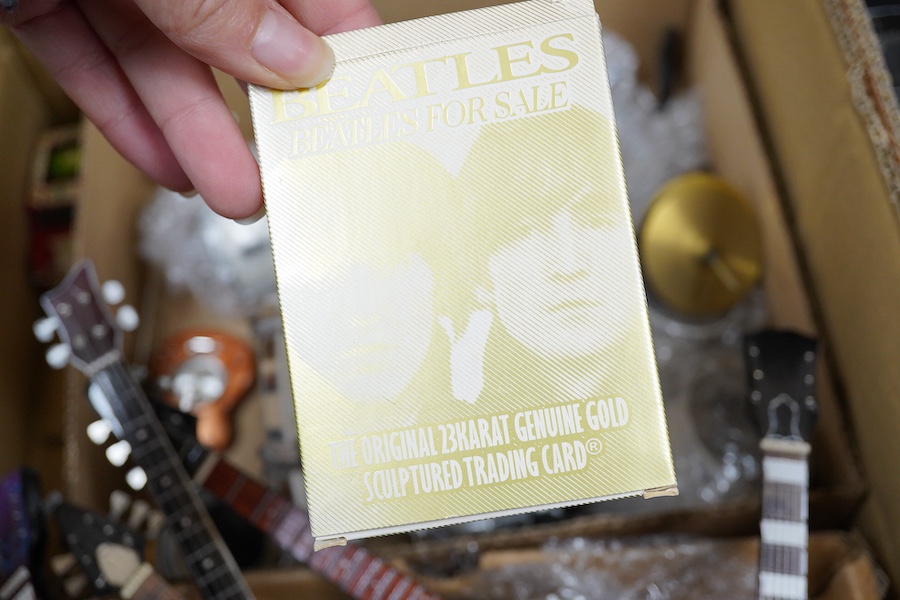 BEATLES
BEATLES FOR SALE
THE ORIGINAL 23KARAT GENUINE GOLD
SCULPTURED TRADING CARD®